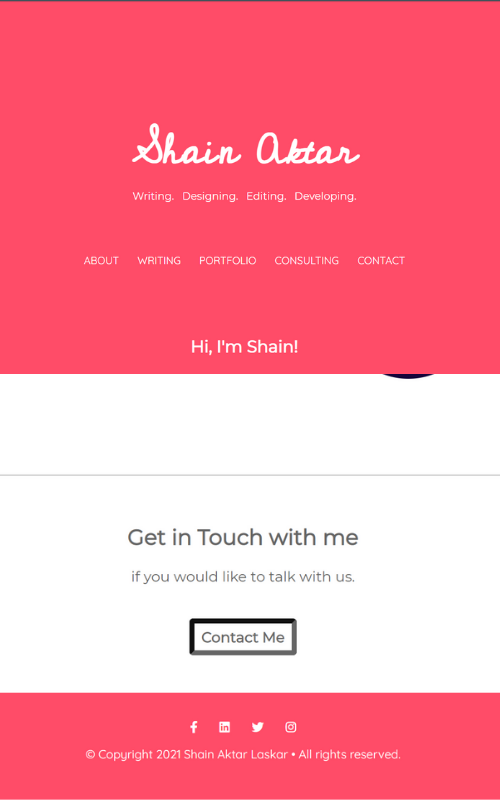 Shain Aktar
Writing. Designing. Editing. Developing.
ABOUT WRITING PORTFOLIO CONSULTING CONTACT
Hi, I'm Shain!
Get in Touch with me
if you would like to talk with us.
Contact Me
© Copyright 2021 Shain Aktar Laskar • All rights reserved.